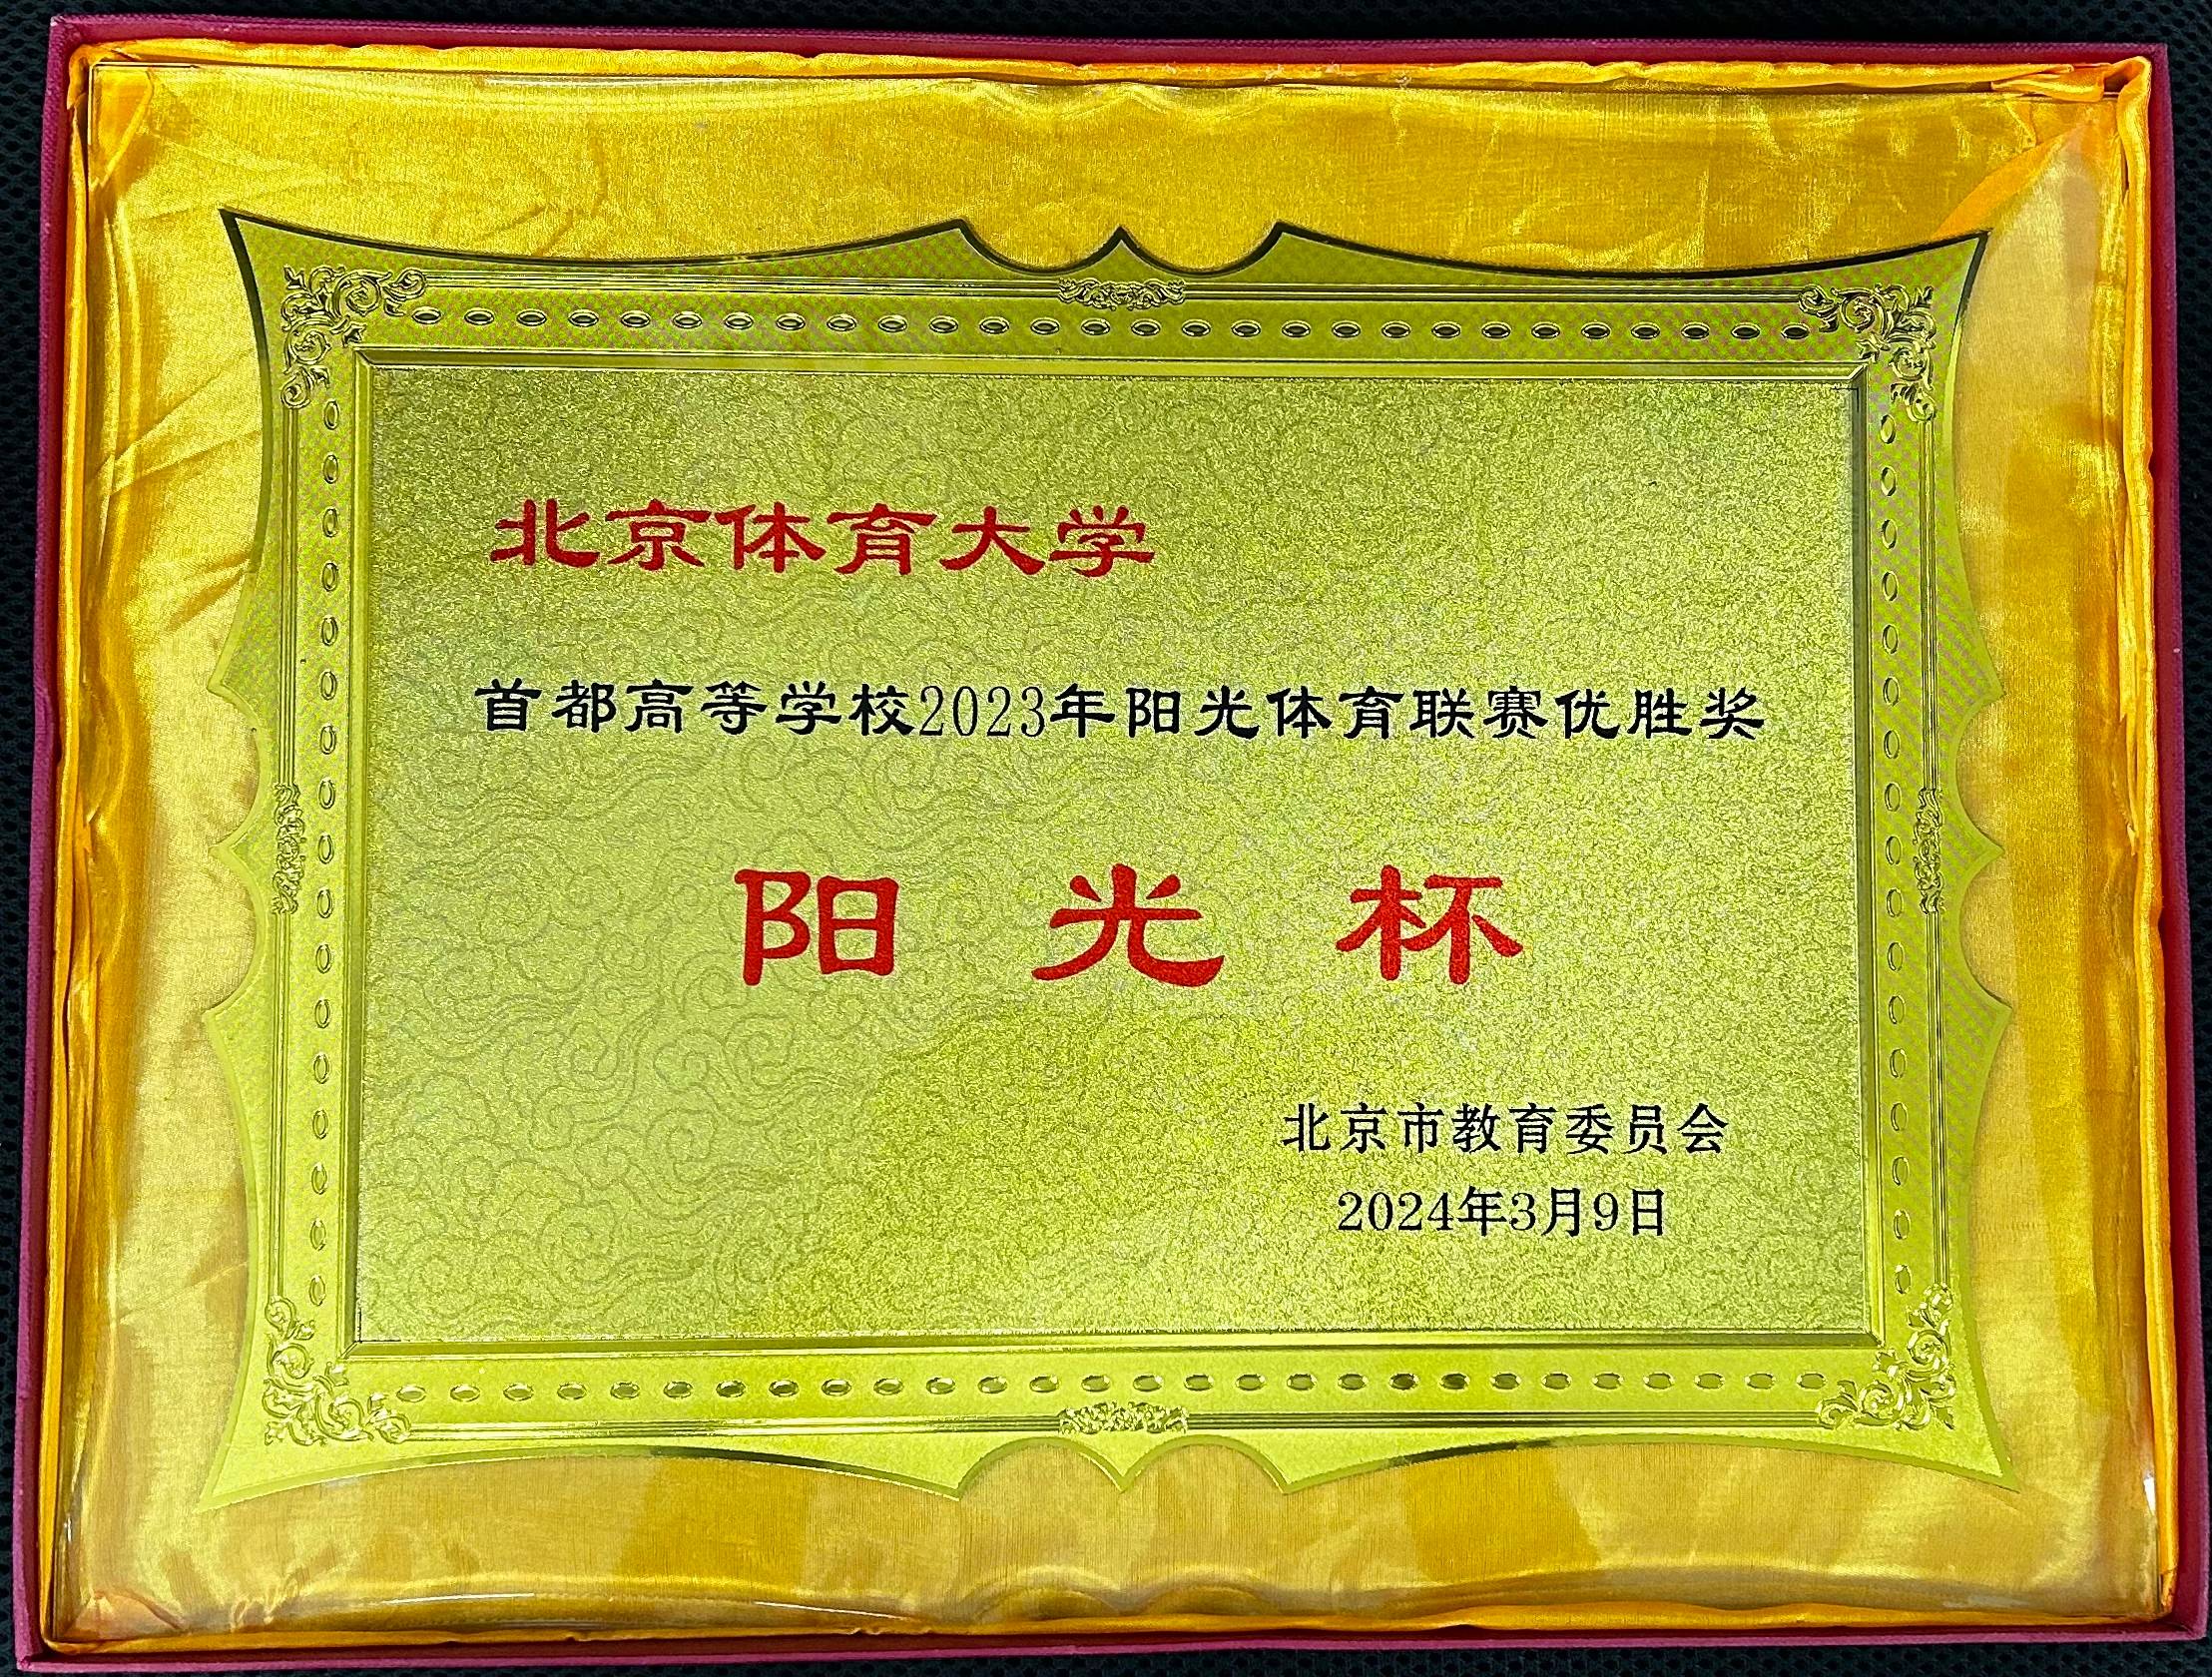 北京体育大学
首都高等学校2023年阳光体育联赛优胜奖
阳光杯
北京市教育委员会
2024年3月9日